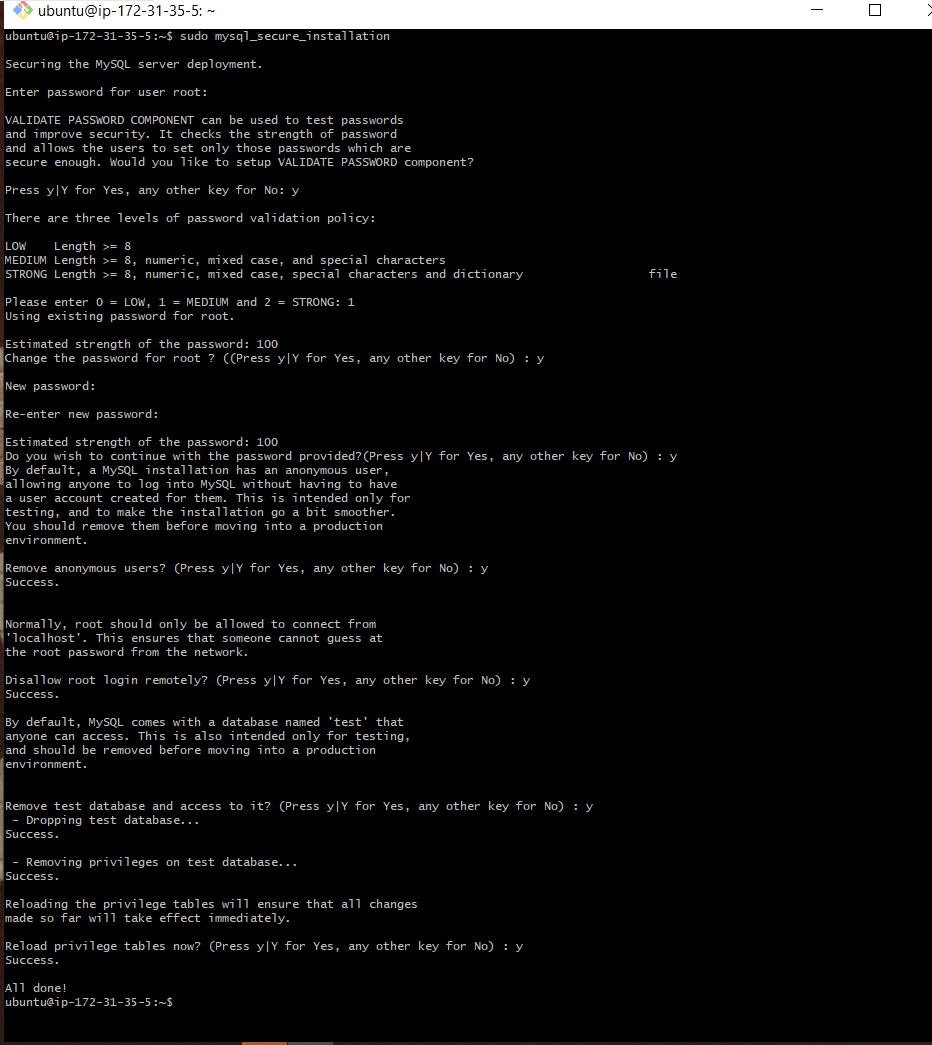 ubuntu@ip-172-31-35-5: ~
ubuntu@ip-172-31-35-5:~$ sudo mysql_secure_installation
Securing the MySQL server deployment.
Enter password for user root:
VALIDATE PASSWORD COMPONENT can be used to test passwords
and improve security. It checks the strength of password
and allows the users to set only those passwords which are
secure enough. Would you like to setup VALIDATE PASSWORD component?
Press y|Y for Yes, any other key for No: y
There are three levels of password validation policy:
LOW    Length >= 8
MEDIUM Length >= 8, numeric, mixed case, and special characters
STRONG Length >= 8, numeric, mixed case, special characters and dictionary                  file
Please enter 0 = LOW, 1 = MEDIUM and 2 = STRONG: 1
Using existing password for root.
Estimated strength of the password: 100
Change the password for root ? ((Press y|Y for Yes, any other key for No) : y
New password:
Re-enter new password:
Estimated strength of the password: 100
Do you wish to continue with the password provided?(Press y|Y for Yes, any other key for No) : y
By default, a MySQL installation has an anonymous user,
allowing anyone to log into MySQL without having to have
a user account created for them. This is intended only for
testing, and to make the installation go a bit smoother.
You should remove them before moving into a production
environment.
Remove anonymous users? (Press y|Y for Yes, any other key for No) : y
Success.
Normally, root should only be allowed to connect from
'localhost'. This ensures that someone cannot guess at
the root password from the network.
Disallow root login remotely? (Press y|Y for Yes, any other key for No) : y
Success.
By default, MySQL comes with a database named 'test' that
anyone can access. This is also intended only for testing,
and should be removed before moving into a production
environment.
Remove test database and access to it? (Press y|Y for Yes, any other key for No) : y
 - Dropping test database...
Success.
 - Removing privileges on test database...
Success.
Reloading the privilege tables will ensure that all changes
made so far will take effect immediately.
Reload privilege tables now? (Press y|Y for Yes, any other key for No) : y
Success.
All done!
ubuntu@ip-172-31-35-5:~$